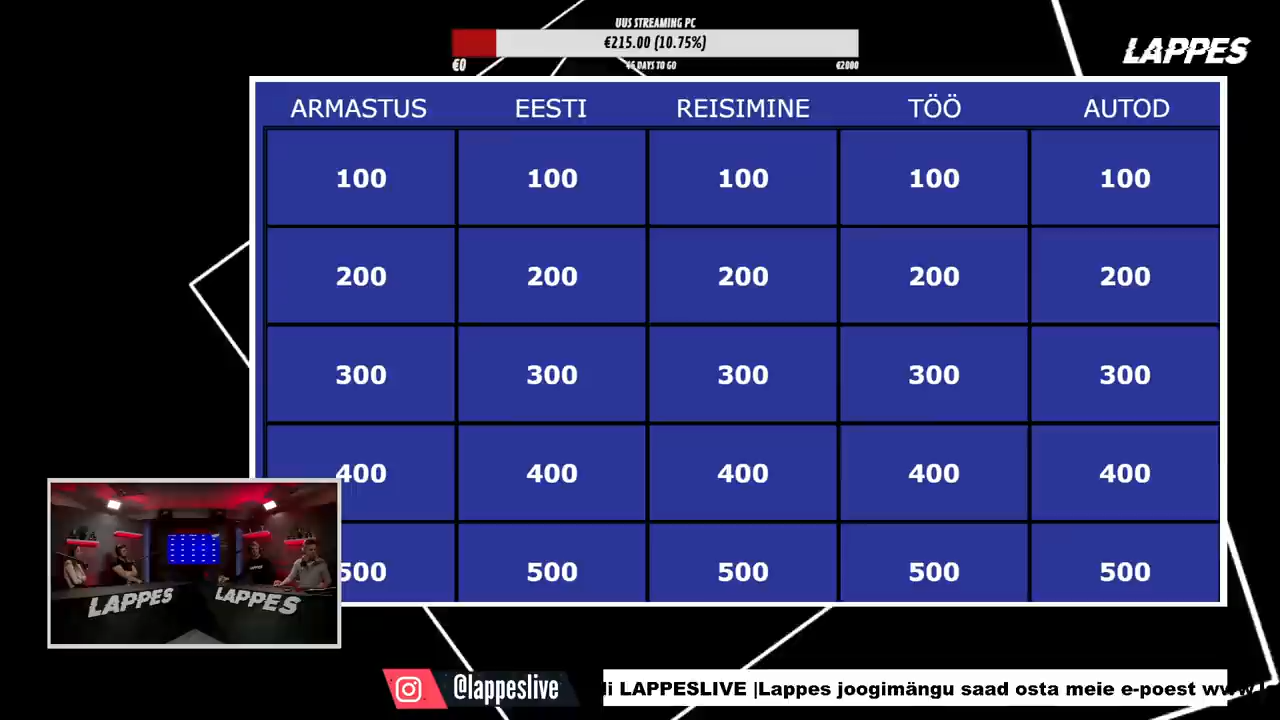 UUS STREAMING PC
€215.00 (10.75%)
€0
DAYS TO GO
€2000
LAPPES
ARMASTUS EESTI REISIMINE TÖÖ AUTOD
100 100 100 100 100
200 200 200 200 200
300 300 300 300 300
400 400 400 400 400
500 500 500 500 500
LAPPES LAPPES
@lappeslive
LAPPESLIVE |Lappes joogimängu saad osta meie e-poest